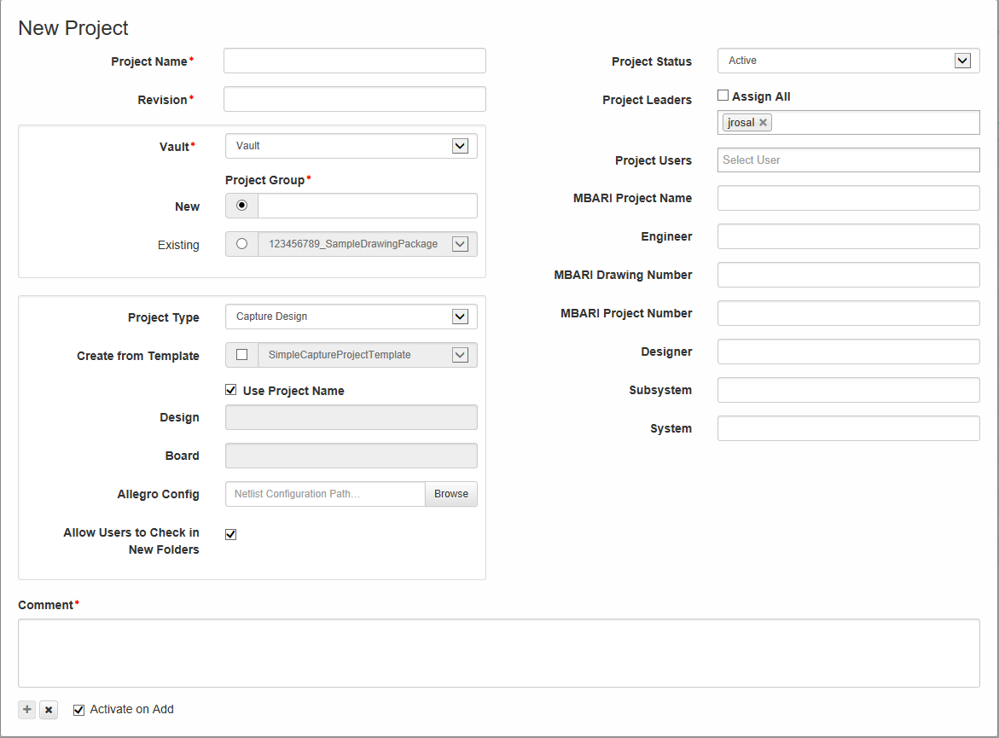 New Project
Project Name*
Revision*
Vault* Vault
Project Group*
New
Existing 123456789_SampleDrawingPackage
Project Type Capture Design
Create from Template SimpleCaptureProjectTemplate
Use Project Name
Design
Board
Allegro Config Netlist Configuration Path... Browse
Allow Users to Check in
New Folders
Project Status Active
Project Leaders Assign All
jrosal ×
Project Users Select User
MBARI Project Name
Engineer
MBARI Drawing Number
MBARI Project Number
Designer
Subsystem
System
Comment*
+ × Activate on Add